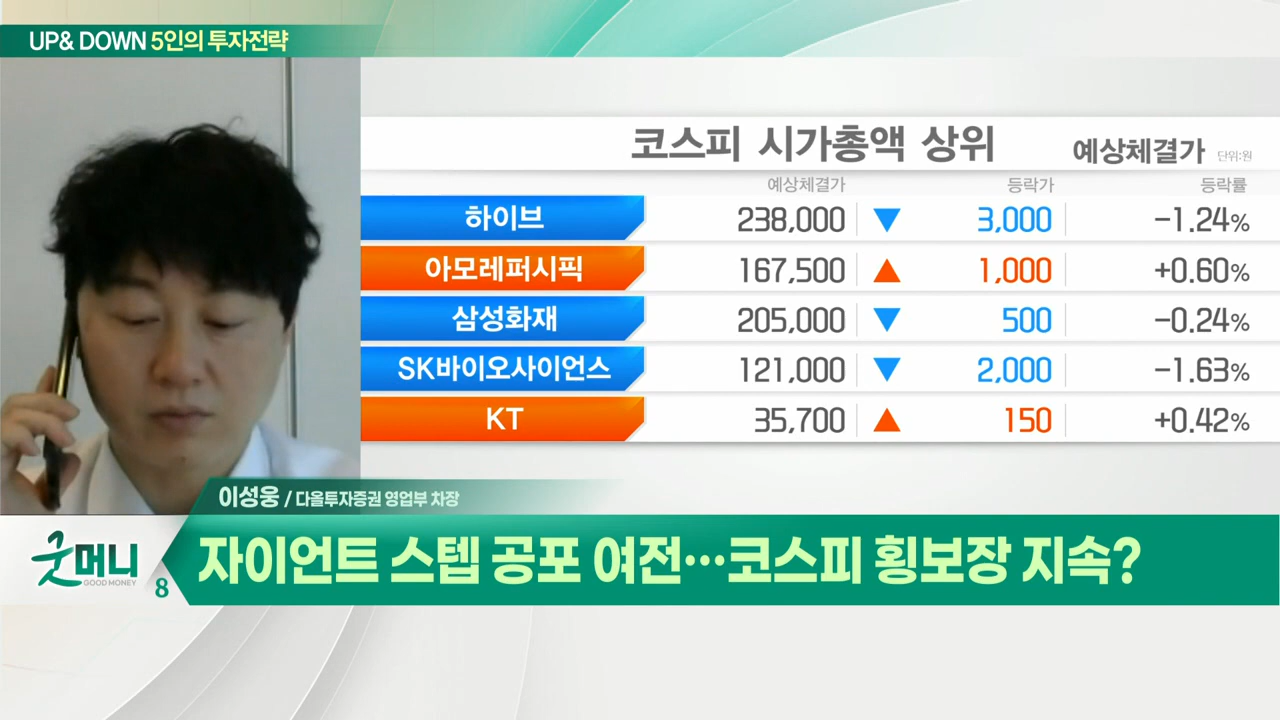 UP& DOWN 5인의 투자전략
코스피 시가총액 상위 예상체결가 단위:원
예상체결가 등락가 등락률
하이브 238,000 ▼ 3,000 -1.24%
아모레퍼시픽 167,500 ▲ 1,000 +0.60%
삼성화재 205,000 ▼ 500 -0.24%
SK바이오사이언스 121,000 ▼ 2,000 -1.63%
KT 35,700 ▲ 150 +0.42%
이성웅 / 다올투자증권 영업부 차장
굿머니 GOOD MONEY 8
자이언트 스텝 공포 여전…코스피 횡보장 지속?